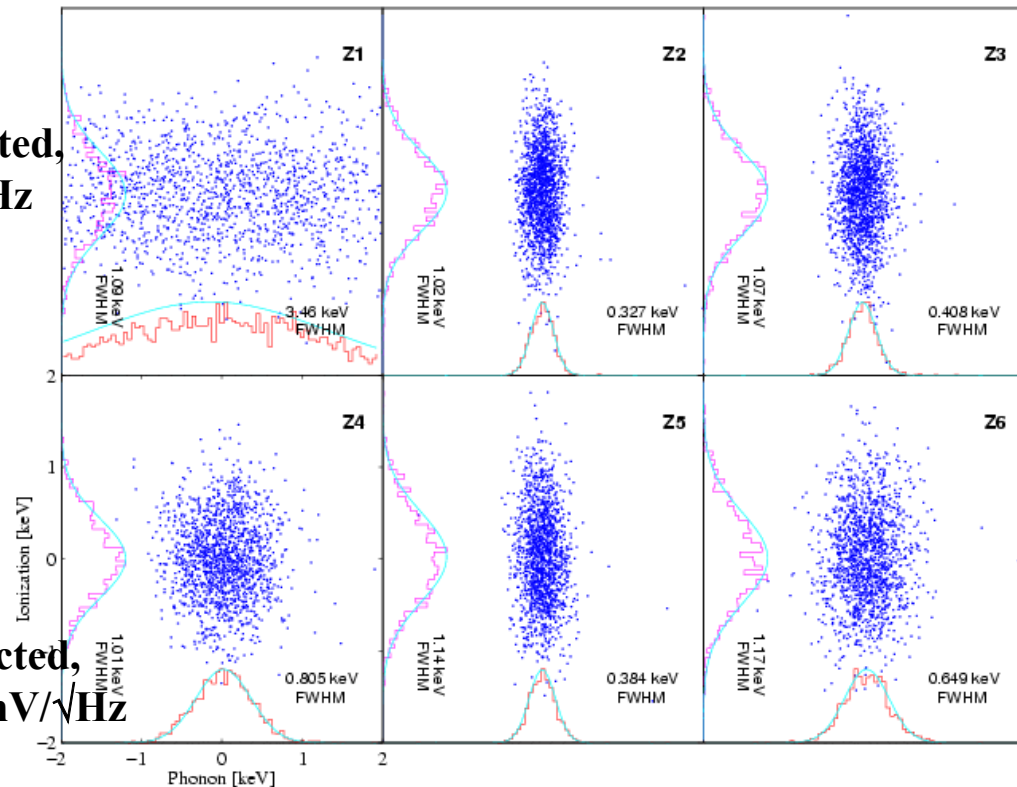 Z1
Z2
Z3
ted,
Hz
1.09 keV
FWHM
3.46 keV
FWHM
1.02 keV
FWHM
0.327 keV
FWHM
1.07 keV
FWHM
0.408 keV
FWHM
2
Z4
Z5
Z6
1
0
-2
Ionization [keV]
cted,
nV/√Hz
1.01 keV
FWHM
0.805 keV
FWHM
1.14 keV
FWHM
0.384 keV
FWHM
1.17 keV
FWHM
0.649 keV
FWHM
-2 -1 0 1 2
Phonon [keV]